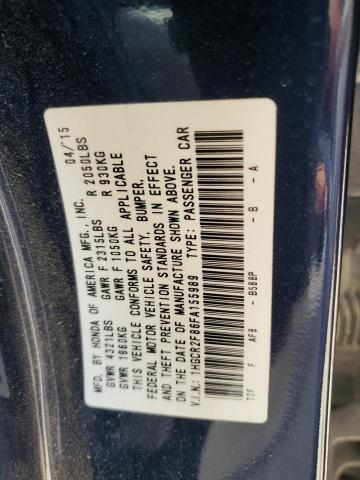 MFD. BY HONDA OF AMERICA MFG., INC. 04/'15
GVWR 4321LBS GAWR F 2315LBS R 2050LBS
GVWR 1960KG GAWR F 1050KG R 930KG
THIS VEHICLE CONFORMS TO ALL APPLICABLE
FEDERAL MOTOR VEHICLE SAFETY, BUMPER,
AND THEFT PREVENTION STANDARDS IN EFFECT
ON THE DATE OF MANUFACTURE SHOWN ABOVE.
V.I.N.: 1HGCR2F86FA155989 TYPE: PASSENGER CAR
T2F F AF8 - B588P - B - A